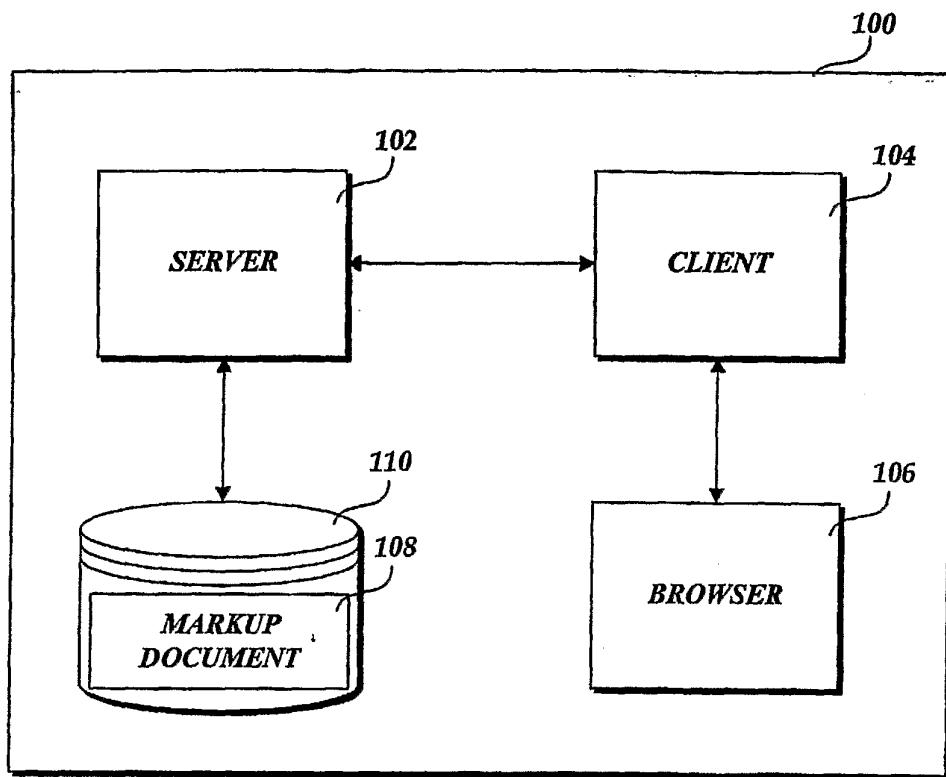 100
102
SERVER
104
CLIENT
110
108
MARKUP
DOCUMENT
106
BROWSER